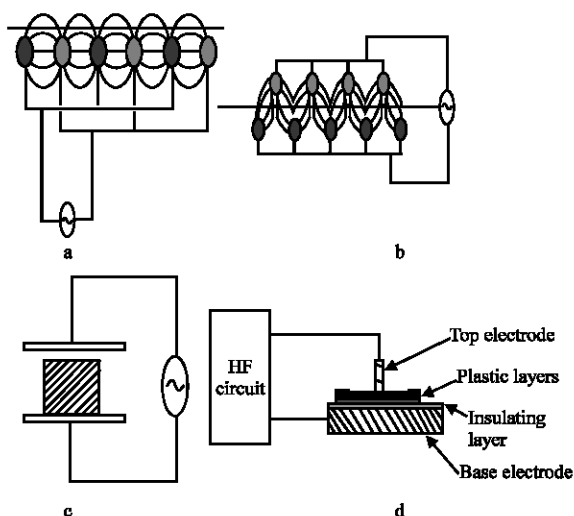 a
b
HF
circuit
Top electrode
Plastic layers
Insulating
layer
Base electrode
c
d